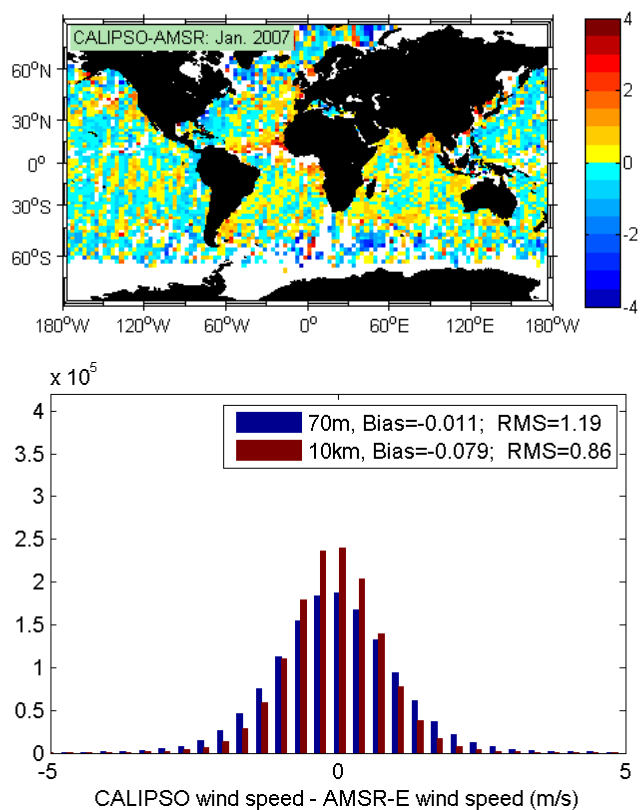 CALIPSO-AMSR: Jan. 2007
60°N
30°N
0°
30°S
60°S
180°W 120°W 60°W 0° 60°E 120°E 180°W
4
2
0
-2
-4
x 10^5
70m, Bias=-0.011; RMS=1.19
10km, Bias=-0.079; RMS=0.86
4
3.5
3
2.5
2
1.5
1
0.5
0
-5 0 5
CALIPSO wind speed - AMSR-E wind speed (m/s)